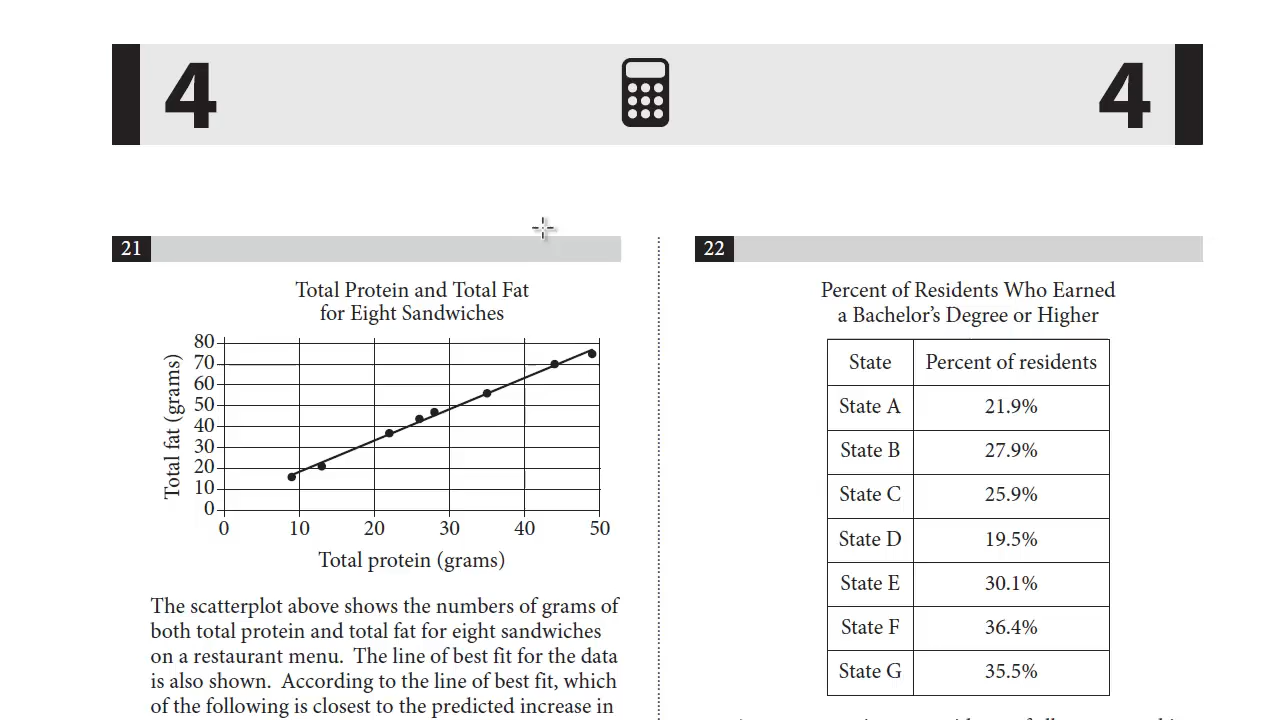 4 4
21
Total Protein and Total Fat
for Eight Sandwiches
Total fat (grams)
80
70
60
50
40
30
20
10
0
0 10 20 30 40 50
Total protein (grams)
The scatterplot above shows the numbers of grams of
both total protein and total fat for eight sandwiches
on a restaurant menu. The line of best fit for the data
is also shown. According to the line of best fit, which
of the following is closest to the predicted increase in
22
Percent of Residents Who Earned
a Bachelor’s Degree or Higher
State Percent of residents
State A 21.9%
State B 27.9%
State C 25.9%
State D 19.5%
State E 30.1%
State F 36.4%
State G 35.5%